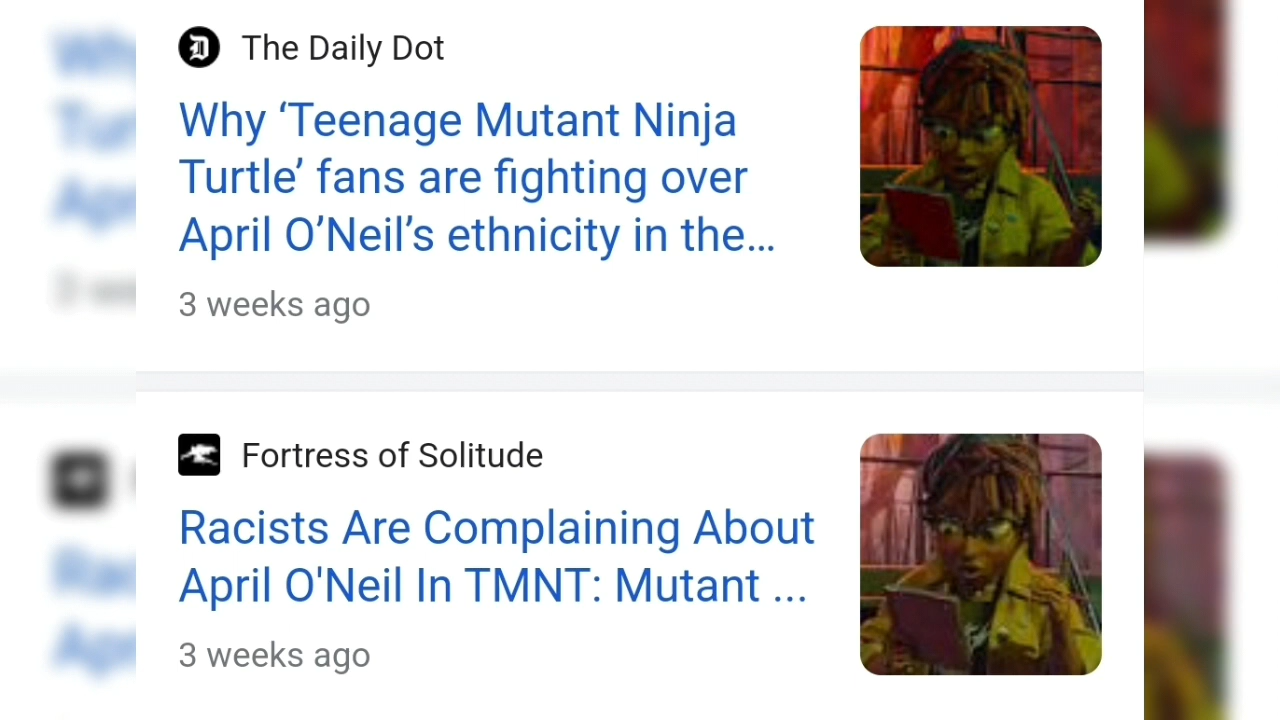 The Daily Dot
Why ‘Teenage Mutant Ninja
Turtle’ fans are fighting over
April O’Neil’s ethnicity in the...
3 weeks ago
Fortress of Solitude
Racists Are Complaining About
April O'Neil In TMNT: Mutant ...
3 weeks ago